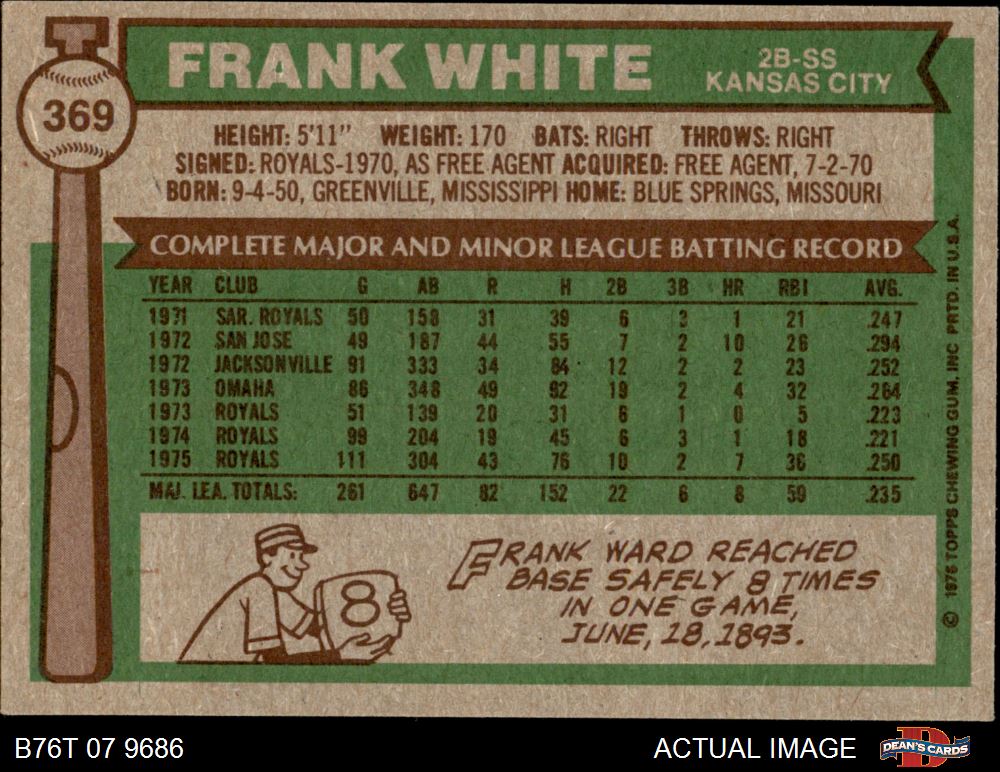 369
FRANK WHITE
2B-SS
KANSAS CITY
HEIGHT: 5'11" WEIGHT: 170 BATS: RIGHT THROWS: RIGHT
SIGNED: ROYALS-1970, AS FREE AGENT ACQUIRED: FREE AGENT, 7-2-70
BORN: 9-4-50, GREENVILLE, MISSISSIPPI HOME: BLUE SPRINGS, MISSOURI
COMPLETE MAJOR AND MINOR LEAGUE BATTING RECORD
YEAR CLUB G AB R H 2B 3B HR RBI AVG.
1971 SAR. ROYALS 50 158 31 39 6 3 1 21 .247
1972 SAN JOSE 49 187 44 55 7 2 10 26 .294
1972 JACKSONVILLE 91 333 34 84 12 2 2 23 .252
1973 OMAHA 86 348 49 92 19 2 4 32 .264
1973 ROYALS 51 139 20 31 6 1 0 5 .223
1974 ROYALS 99 204 19 45 6 3 1 18 .221
1975 ROYALS 111 304 43 76 10 2 7 36 .250
MAJ. LEA. TOTALS: 261 647 82 152 22 6 8 59 .235
8
FRANK WARD REACHED
BASE SAFELY 8 TIMES
IN ONE GAME,
JUNE, 18, 1893.
© 1976 TOPPS CHEWING GUM, INC PRTD. IN U.S.A.
B76T 07 9686
ACTUAL IMAGE
DEAN'S CARDS